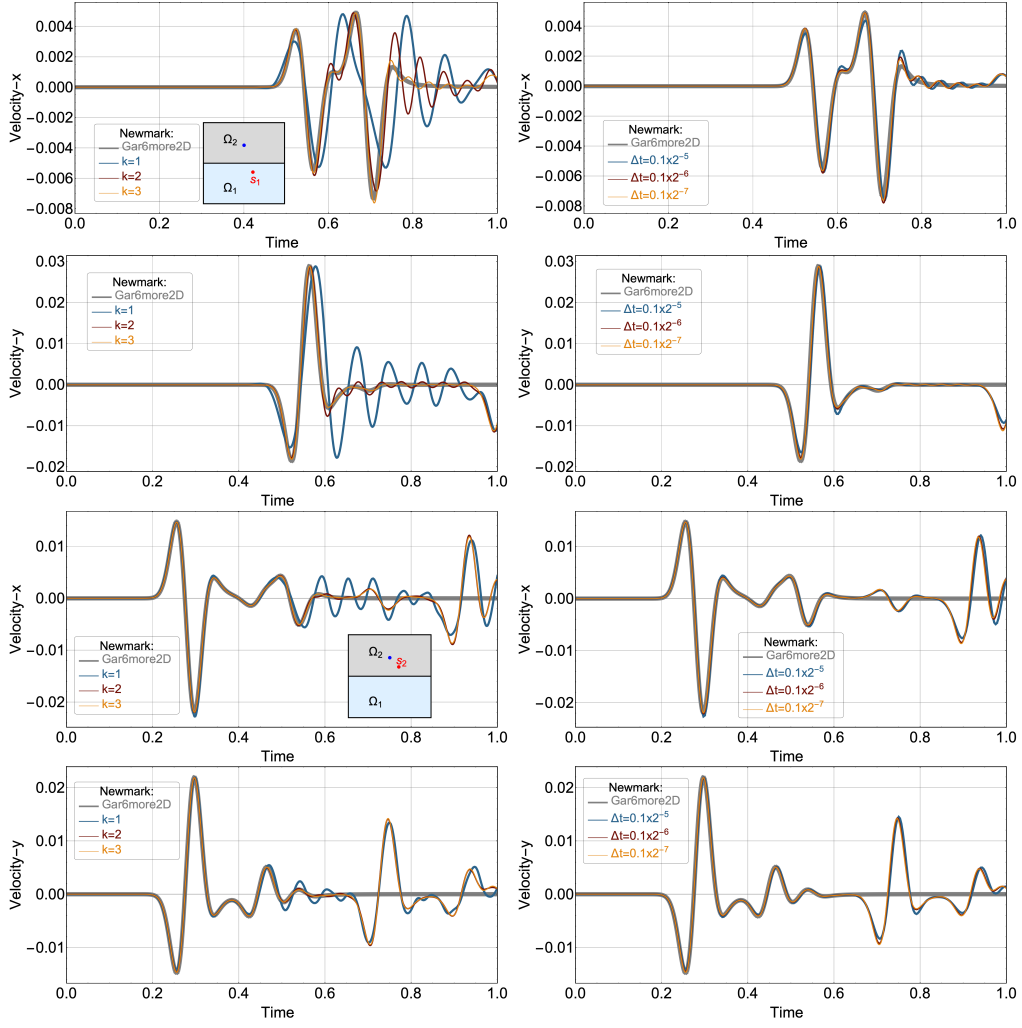 Velocity−x
0.004
0.002
0.000
−0.002
−0.004
−0.006
−0.008
Newmark:
Gar6more2D
k=1
k=2
k=3
Ω2
s1
Ω1
0.0 0.2 0.4 0.6 0.8 1.0
Time
Velocity−x
0.004
0.002
0.000
−0.002
−0.004
−0.006
−0.008
Newmark:
Gar6more2D
Δt=0.1x2⁻⁵
Δt=0.1x2⁻⁶
Δt=0.1x2⁻⁷
0.0 0.2 0.4 0.6 0.8 1.0
Time
Velocity−y
0.03
0.02
0.01
0.00
−0.01
−0.02
Newmark:
Gar6more2D
k=1
k=2
k=3
0.0 0.2 0.4 0.6 0.8 1.0
Time
Velocity−y
0.03
0.02
0.01
0.00
−0.01
−0.02
Newmark:
Gar6more2D
Δt=0.1x2⁻⁵
Δt=0.1x2⁻⁶
Δt=0.1x2⁻⁷
0.0 0.2 0.4 0.6 0.8 1.0
Time
Velocity−x
0.01
0.00
−0.01
−0.02
Newmark:
Gar6more2D
k=1
k=2
k=3
Ω2
s2
Ω1
0.0 0.2 0.4 0.6 0.8 1.0
Time
Velocity−x
0.01
0.00
−0.01
−0.02
Newmark:
Gar6more2D
Δt=0.1x2⁻⁵
Δt=0.1x2⁻⁶
Δt=0.1x2⁻⁷
0.0 0.2 0.4 0.6 0.8 1.0
Time
Velocity−y
0.02
0.01
0.00
−0.01
Newmark:
Gar6more2D
k=1
k=2
k=3
0.0 0.2 0.4 0.6 0.8 1.0
Time
Velocity−y
0.02
0.01
0.00
−0.01
Newmark:
Gar6more2D
Δt=0.1x2⁻⁵
Δt=0.1x2⁻⁶
Δt=0.1x2⁻⁷
0.0 0.2 0.4 0.6 0.8 1.0
Time